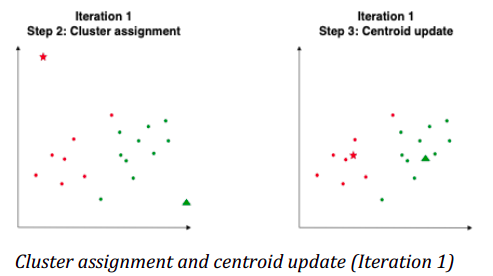 Iteration 1
Step 2: Cluster assignment
Iteration 1
Step 3: Centroid update
Cluster assignment and centroid update (Iteration 1)